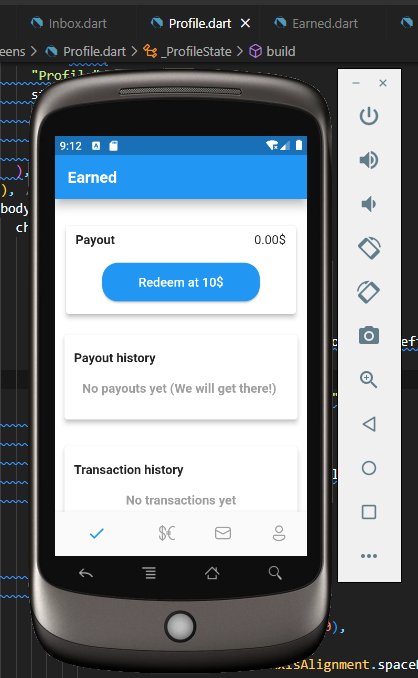 Inbox.dart
Profile.dart
Earned.dart
eens > Profile.dart > _ProfileState > build
"Profile"
si
),
), /
body
ch
9:12
Earned
Payout
0.00$
Redeem at 10$
Payout history
No payouts yet (We will get there!)
Transaction history
No transactions yet
$€
),
xisAlignment.spaceB